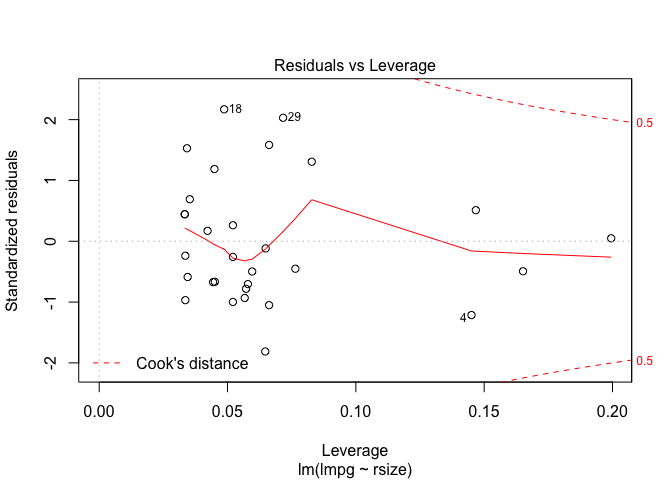 Residuals vs Leverage
Standardized residuals
2
1
0
-1
-2
18
29
4
0.5
0.5
Cook's distance
0.00 0.05 0.10 0.15 0.20
Leverage
lm(lmpg ~ rsize)